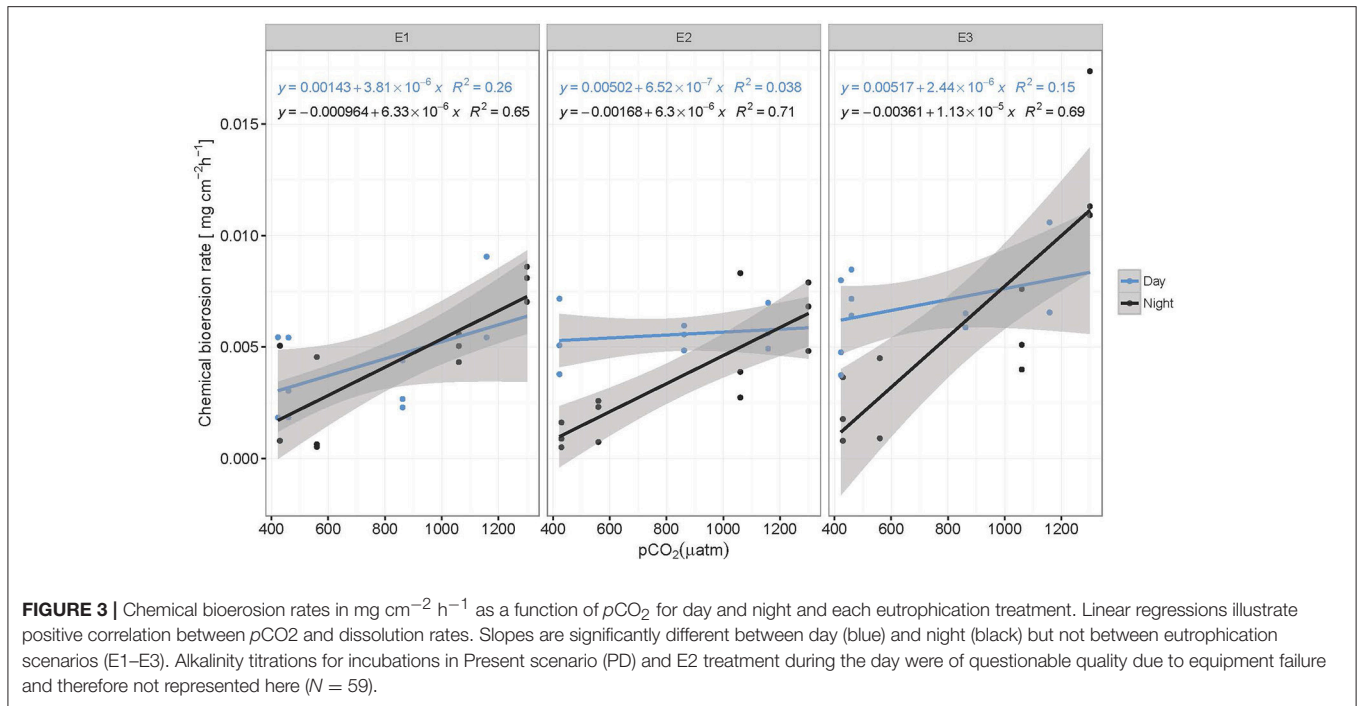 E1 E2 E3
y = 0.00143 + 3.81 × 10⁻⁶ x R² = 0.26
y = −0.000964 + 6.33 × 10⁻⁶ x R² = 0.65
y = 0.00502 + 6.52 × 10⁻⁷ x R² = 0.038
y = −0.00168 + 6.3 × 10⁻⁶ x R² = 0.71
y = 0.00517 + 2.44 × 10⁻⁶ x R² = 0.15
y = −0.00361 + 1.13 × 10⁻⁵ x R² = 0.69
Chemical bioerosion rate [ mg cm⁻²h⁻¹]
0.015
0.010
0.005
0.000
Day
Night
400 600 800 1000 1200 400 600 800 1000 1200 400 600 800 1000 1200
pCO₂(μatm)
FIGURE 3 | Chemical bioerosion rates in mg cm⁻² h⁻¹ as a function of pCO₂ for day and night and each eutrophication treatment. Linear regressions illustrate
positive correlation between pCO2 and dissolution rates. Slopes are significantly different between day (blue) and night (black) but not between eutrophication
scenarios (E1–E3). Alkalinity titrations for incubations in Present scenario (PD) and E2 treatment during the day were of questionable quality due to equipment failure
and therefore not represented here (N = 59).